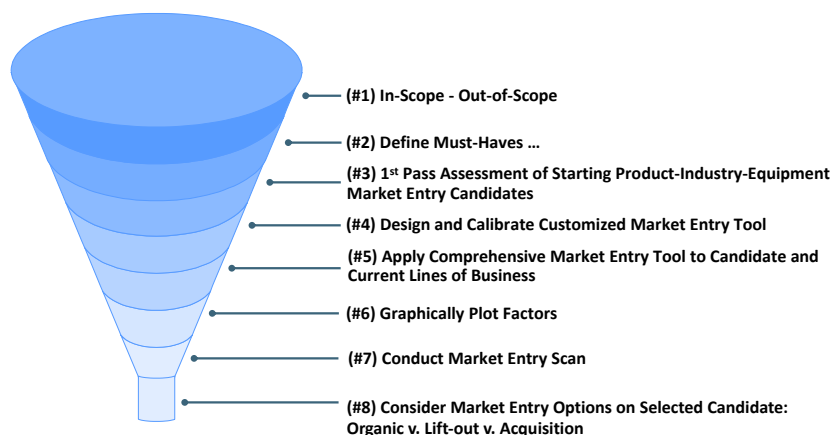 (#1) In-Scope - Out-of-Scope
(#2) Define Must-Haves ...
(#3) 1st Pass Assessment of Starting Product-Industry-Equipment
Market Entry Candidates
(#4) Design and Calibrate Customized Market Entry Tool
(#5) Apply Comprehensive Market Entry Tool to Candidate and
Current Lines of Business
(#6) Graphically Plot Factors
(#7) Conduct Market Entry Scan
(#8) Consider Market Entry Options on Selected Candidate:
Organic v. Lift-out v. Acquisition